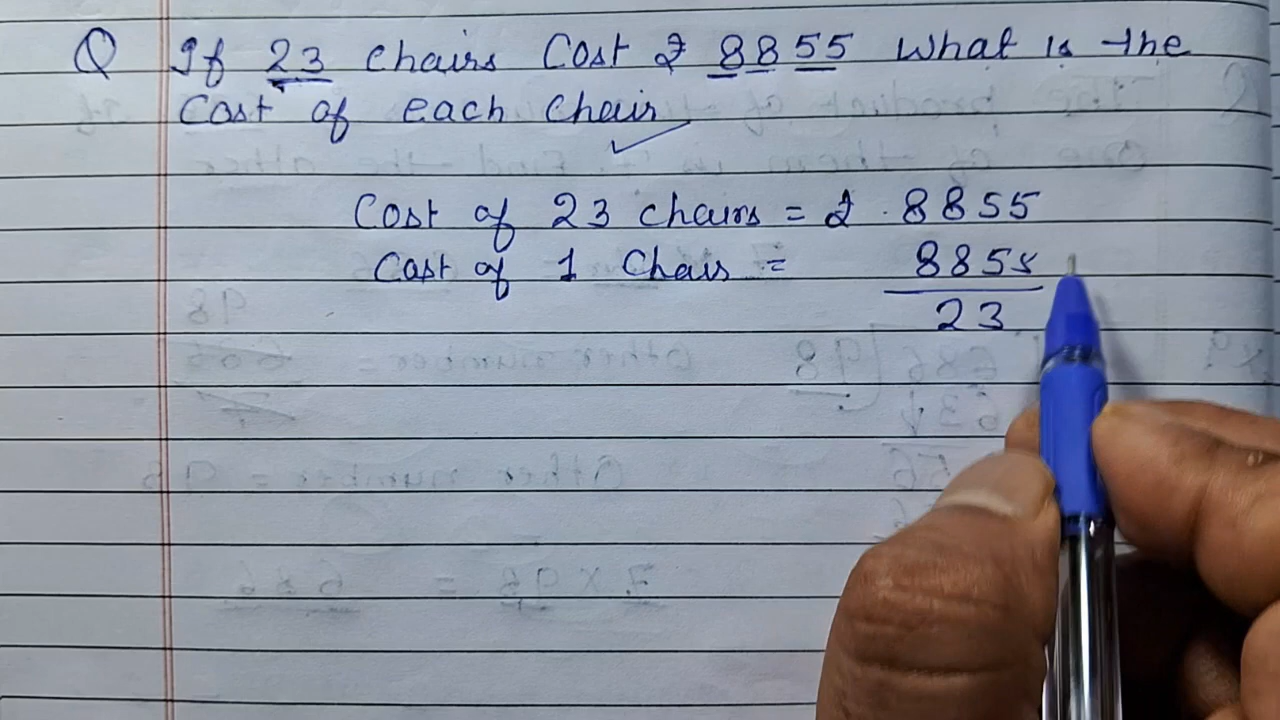 Q If 23 chairs Cost ₹ 8855 What is the
Cost of each Chair
Cost of 23 chairs = ₹ 8855
Cost of 1 Chair = 8855
23